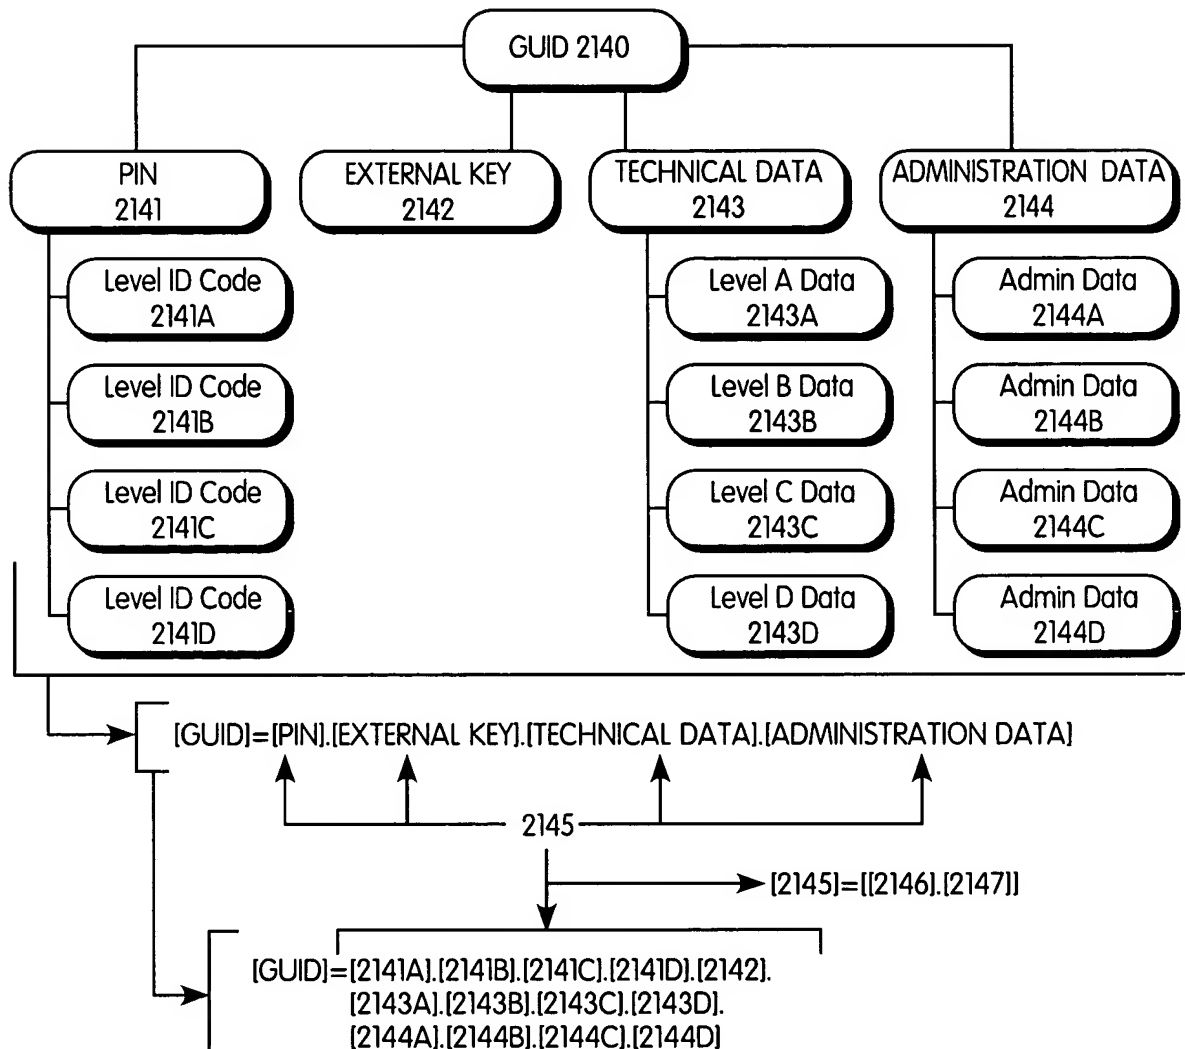 GUID 2140
PIN
2141
EXTERNAL KEY
2142
TECHNICAL DATA
2143
ADMINISTRATION DATA
2144
Level ID Code
2141A
Level ID Code
2141B
Level ID Code
2141C
Level ID Code
2141D
Level A Data
2143A
Level B Data
2143B
Level C Data
2143C
Level D Data
2143D
Admin Data
2144A
Admin Data
2144B
Admin Data
2144C
Admin Data
2144D
[GUID]=[PIN].[EXTERNAL KEY].[TECHNICAL DATA].[ADMINISTRATION DATA]
2145
[2145]=[[2146].[2147]]
[GUID]=[2141A].[2141B].[2141C].[2141D].[2142].
[2143A].[2143B].[2143C].[2143D].
[2144A].[2144B].[2144C].[2144D]